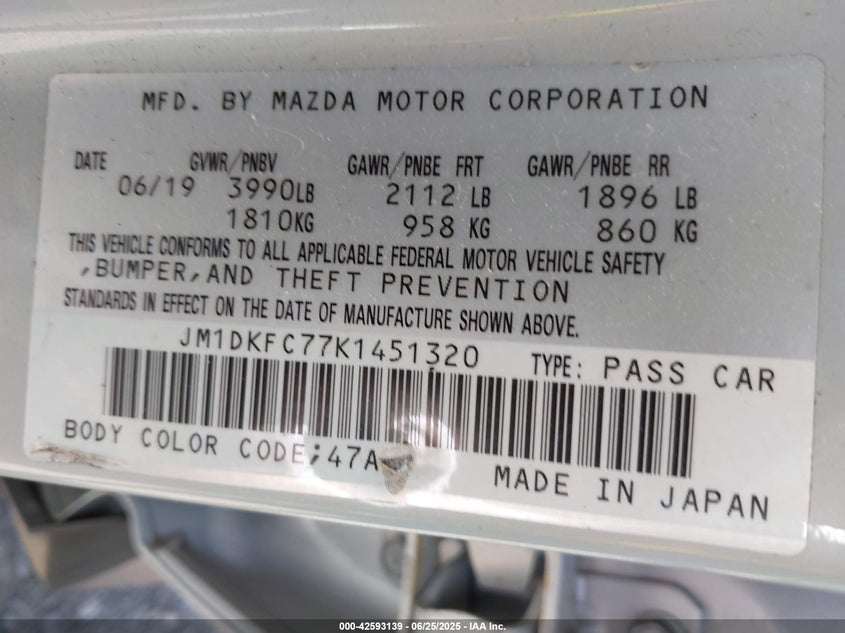 MFD. BY MAZDA MOTOR CORPORATION
DATE GVWR/PNBV GAWR/PNBE FRT GAWR/PNBE RR
06/19 3990LB 2112 LB 1896 LB
1810KG 958 KG 860 KG
THIS VEHICLE CONFORMS TO ALL APPLICABLE FEDERAL MOTOR VEHICLE SAFETY
,BUMPER,AND THEFT PREVENTION
STANDARDS IN EFFECT ON THE DATE OF MANUFACTURE SHOWN ABOVE.
JM1DKFC77K1451320 TYPE: PASS CAR
BODY COLOR CODE;47A
MADE IN JAPAN
000-42593139 - 06/25/2025 - IAA Inc.